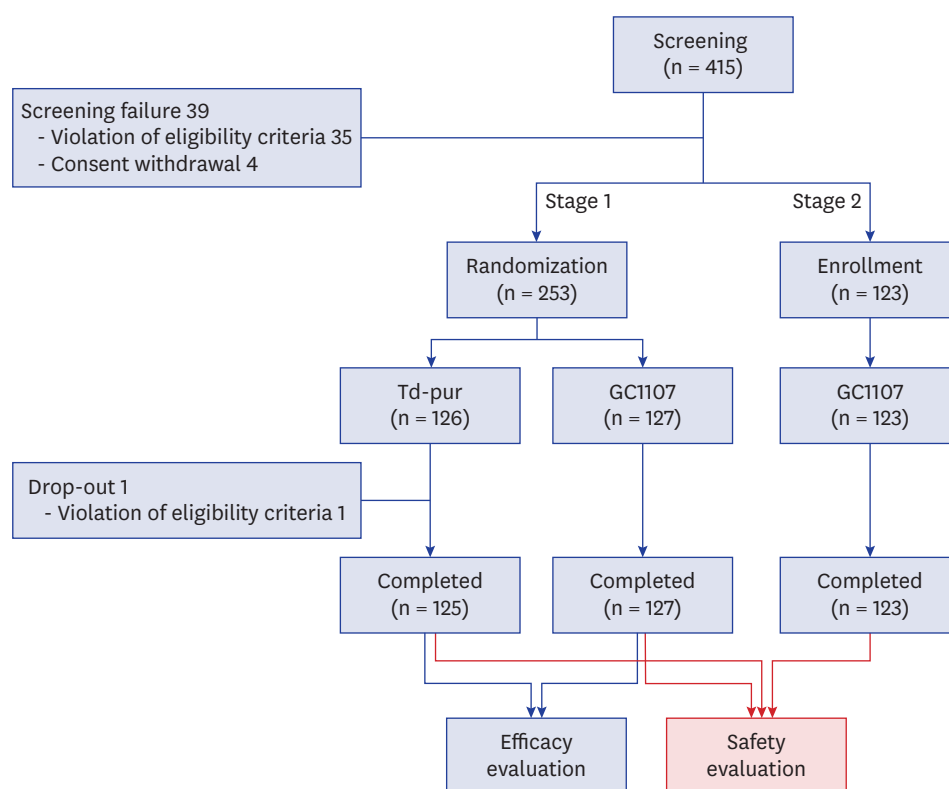 Screening
(n = 415)
Screening failure 39
- Violation of eligibility criteria 35
- Consent withdrawal 4
Stage 1
Stage 2
Randomization
(n = 253)
Enrollment
(n = 123)
Td-pur
(n = 126)
GC1107
(n = 127)
GC1107
(n = 123)
Drop-out 1
- Violation of eligibility criteria 1
Completed
(n = 125)
Completed
(n = 127)
Completed
(n = 123)
Efficacy
evaluation
Safety
evaluation